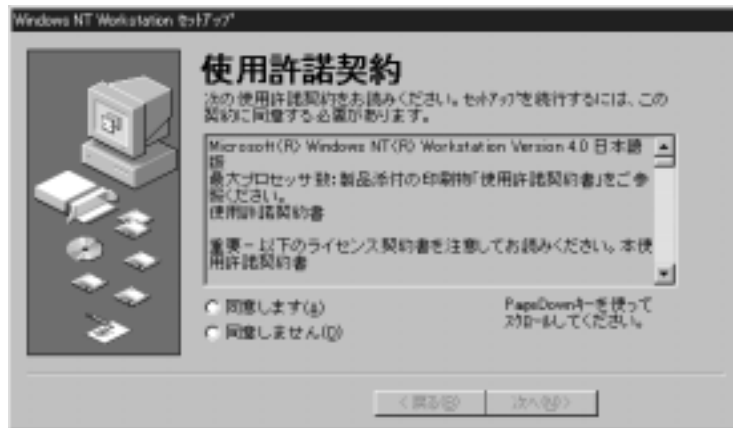 Windows NT Workstation ｾｯﾄｱｯﾌﾟ
使用許諾契約
次の使用許諾契約をお読みください。ｾｯﾄｱｯﾌﾟを続行するには、この
契約に同意する必要があります。
Microsoft(R) Windows NT(R) Workstation Version 4.0 日本語
版
最大プロセッサ数: 製品添付の印刷物｢使用許諾契約書｣をご参
照ください。
使用許諾契約書
重要－以下のライセンス契約書を注意してお読みください。本使
用許諾契約書
同意します(a)
同意しません(D)
PageDownｷｰを使って
ｽｸﾛｰﾙしてください。
< 戻る(B)
次へ(N) >